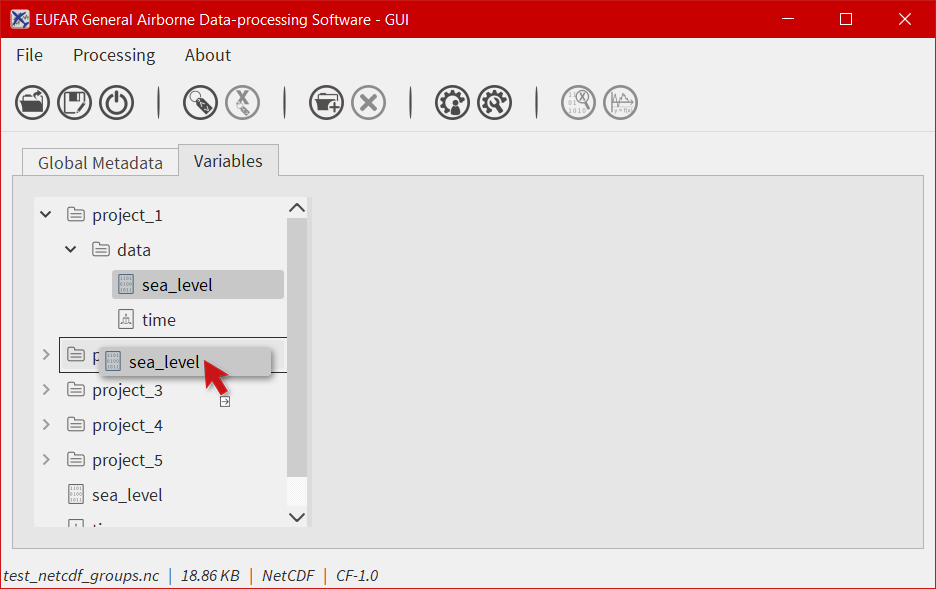 EUFAR General Airborne Data-processing Software - GUI
File Processing About
Global Metadata Variables
project_1
data
sea_level
time
sea_level
project_3
project_4
project_5
sea_level
test_netcdf_groups.nc | 18.86 KB | NetCDF | CF-1.0